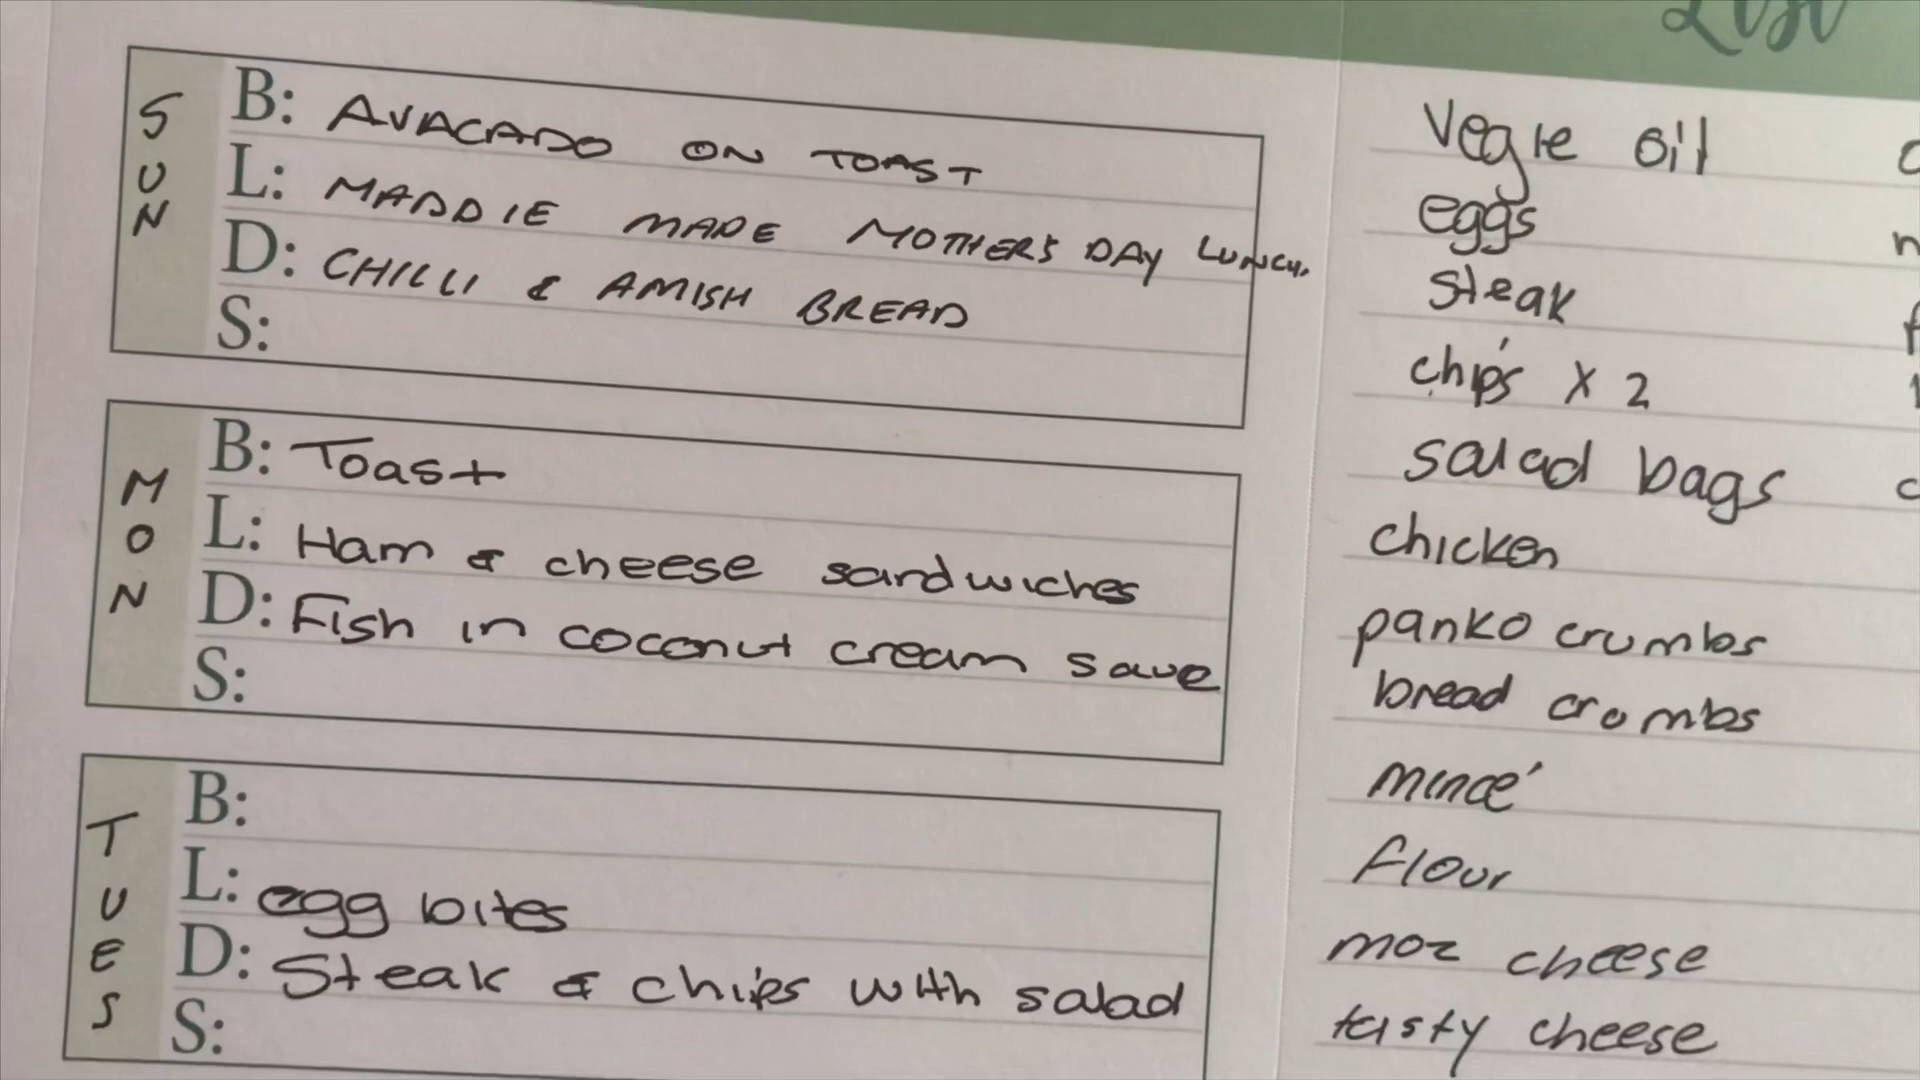 List
SUN
B: AVACADO ON TOAST
L: MADDIE MADE MOTHER'S DAY LUNCH.
D: CHILLI & AMISH BREAD
S:
MON
B: Toast
L: Ham & cheese sandwiches
D: Fish in coconut cream sauce
S:
TUES
B:
L: egg bites
D: Steak & chips with salad
S:
Vegie oil
eggs
steak
chips x 2
salad bags
chicken
panko crumbs
bread crombs
mince
flour
moz cheese
tasty cheese